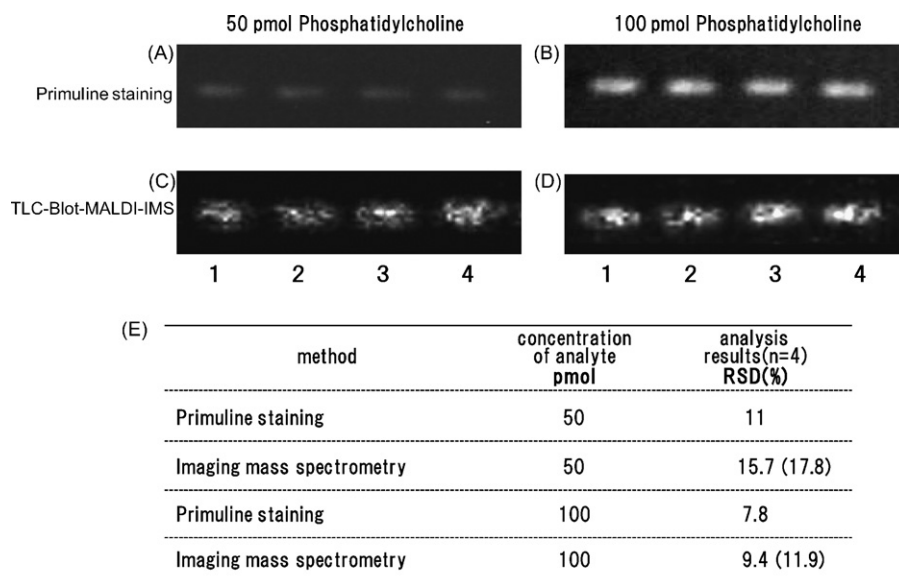 50 pmol Phosphatidylcholine 100 pmol Phosphatidylcholine
(A) (B)
Primuline staining
(C) (D)
TLC-Blot-MALDI-IMS
1 2 3 4 1 2 3 4
(E)
method
concentration
of analyte
pmol
analysis
results(n=4)
RSD(%)
Primuline staining 50 11
Imaging mass spectrometry 50 15.7 (17.8)
Primuline staining 100 7.8
Imaging mass spectrometry 100 9.4 (11.9)